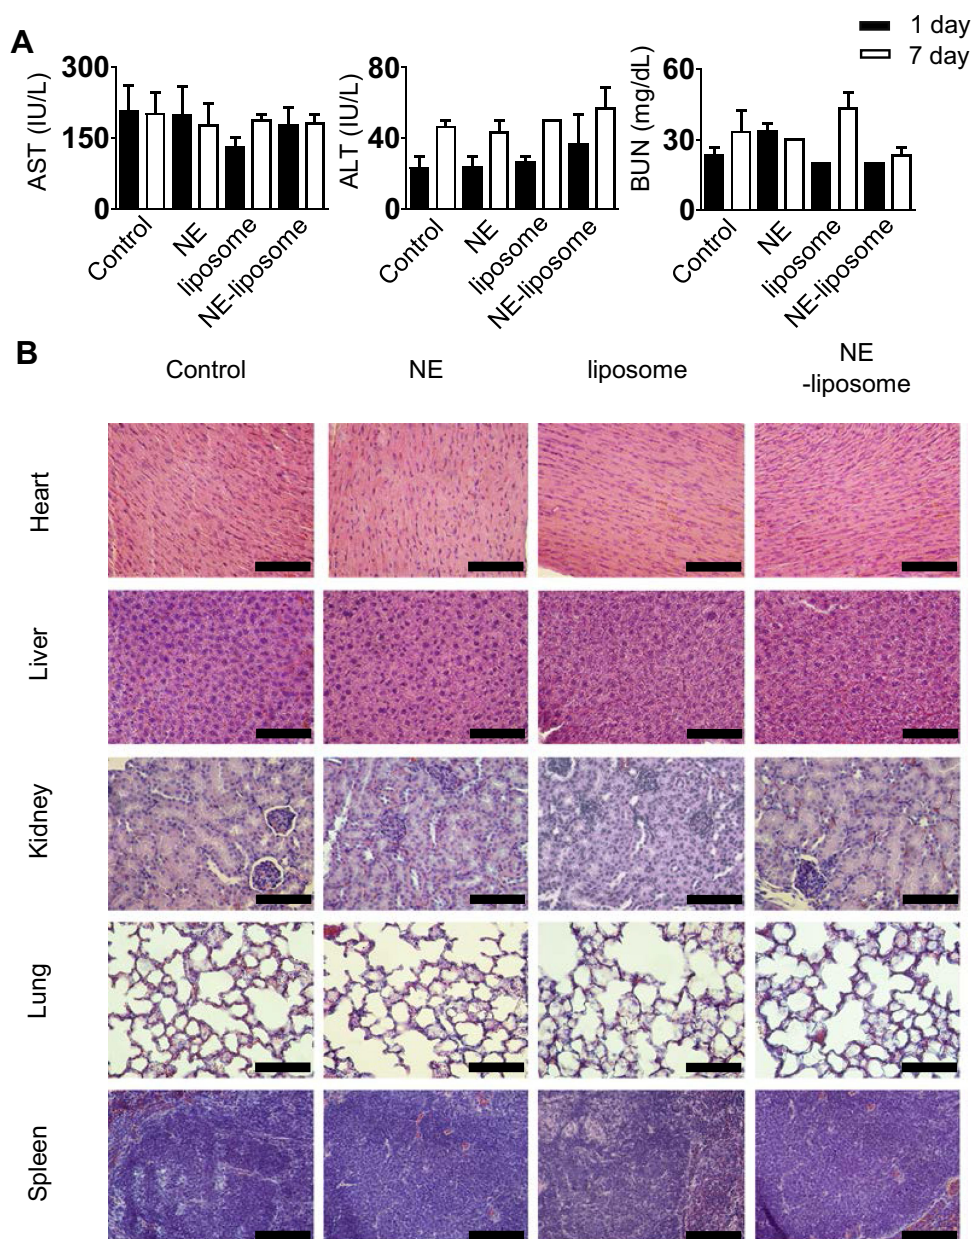 A
1 day
7 day
AST (IU/L)
300
150
0
Control
NE
liposome
NE-liposome
ALT (IU/L)
80
40
0
Control
NE
liposome
NE-liposome
BUN (mg/dL)
60
30
0
Control
NE
liposome
NE-liposome
B
Control
NE
liposome
NE
-liposome
Heart
Liver
Kidney
Lung
Spleen